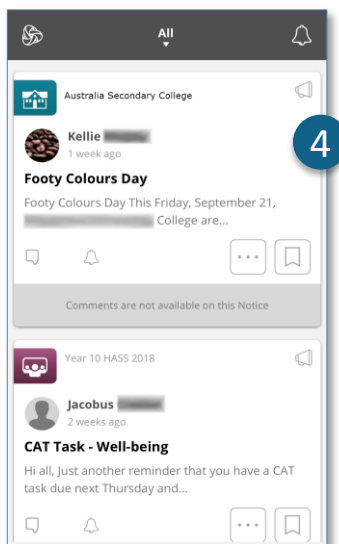 All
Australia Secondary College
Kellie
1 week ago
4
Footy Colours Day
Footy Colours Day This Friday, September 21,
College are...
Comments are not available on this Notice
Year 10 HASS 2018
Jacobus
2 weeks ago
CAT Task - Well-being
Hi all, Just another reminder that you have a CAT
task due next Thursday and...